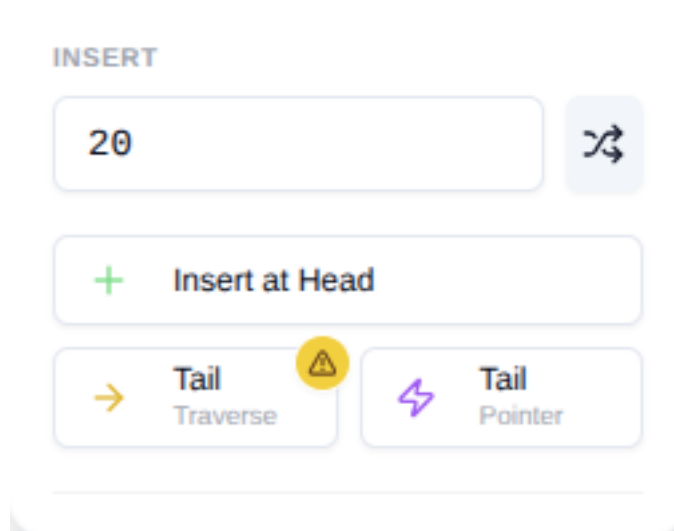 INSERT
20
Insert at Head
Tail
Traverse
Tail
Pointer